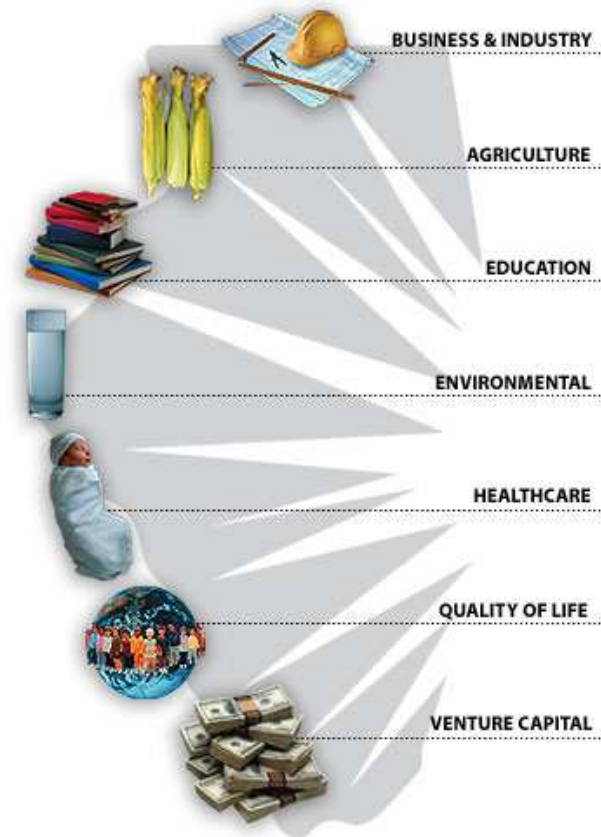 BUSINESS & INDUSTRY
AGRICULTURE
EDUCATION
ENVIRONMENTAL
HEALTHCARE
QUALITY OF LIFE
VENTURE CAPITAL